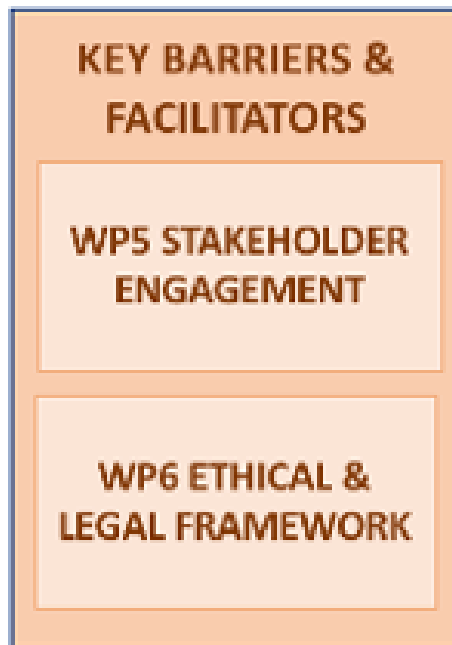 KEY BARRIERS &
FACILITATORS
WP5 STAKEHOLDER
ENGAGEMENT
WP6 ETHICAL &
LEGAL FRAMEWORK